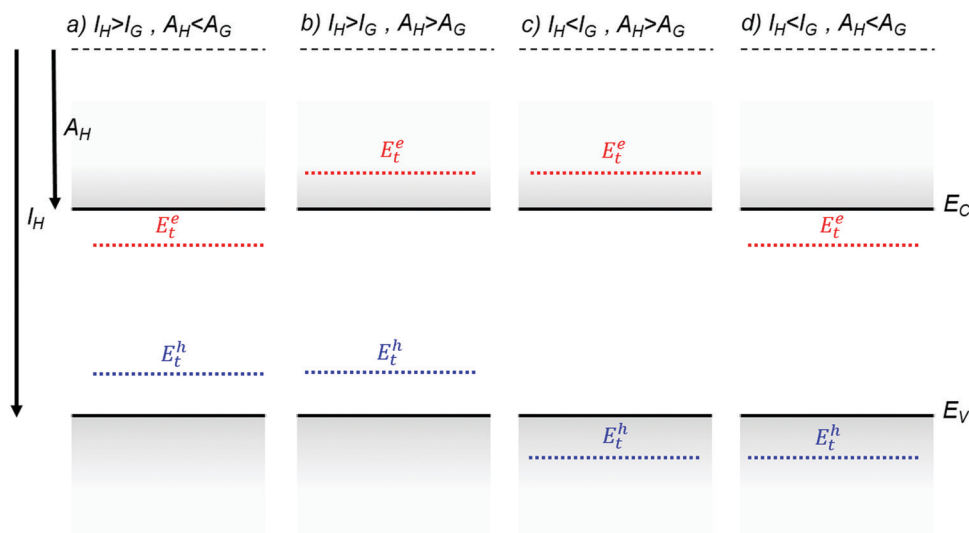 a) I_H>I_G , A_H<A_G b) I_H>I_G , A_H>A_G c) I_H<I_G , A_H>A_G d) I_H<I_G , A_H<A_G
A_H
E_t^e E_t^e
I_H
E_C
E_t^e E_t^e
E_t^h E_t^h
E_V
E_t^h E_t^h